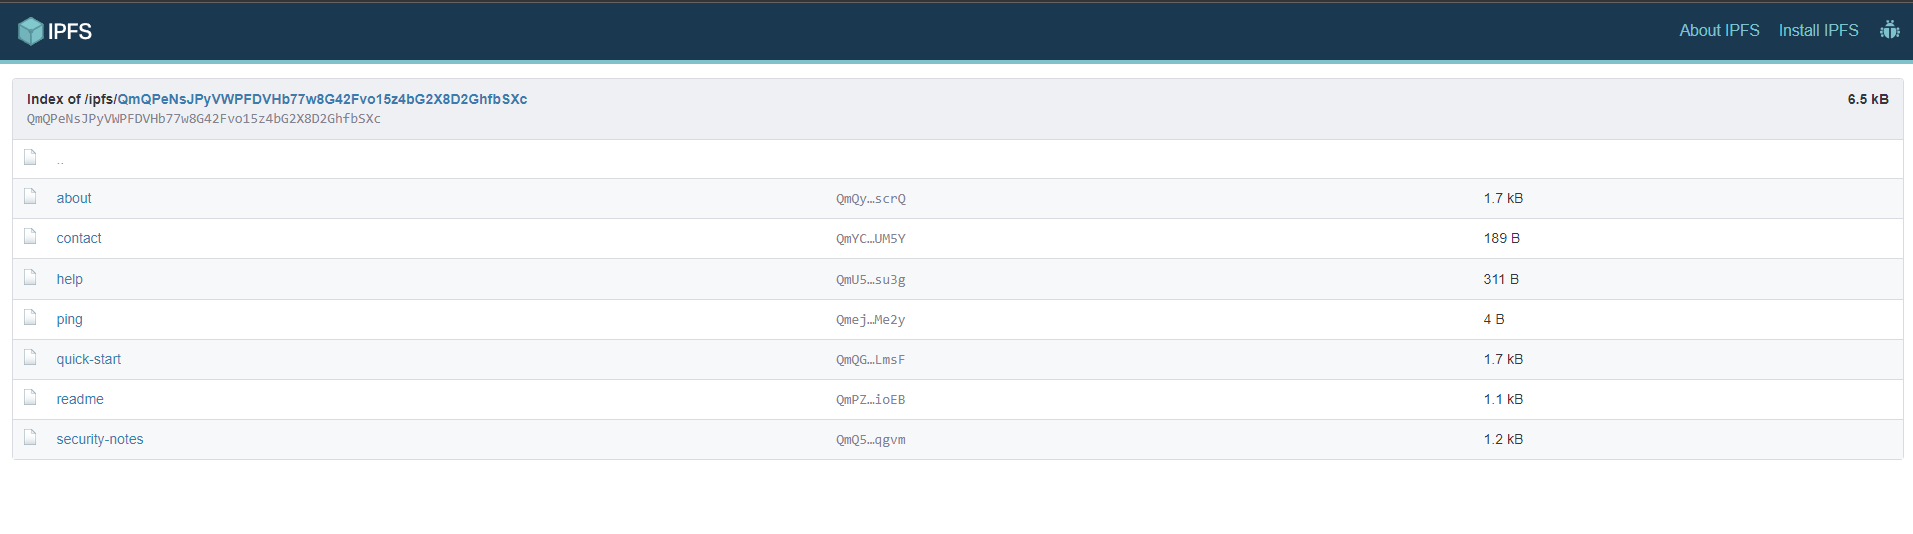 IPFS About IPFS Install IPFS
Index of /ipfs/QmQPeNsJPyVWPFDVHb77w8G42Fvo15z4bG2X8D2GhfbSXc 6.5 kB
QmQPeNsJPyVWPFDVHb77w8G42Fvo15z4bG2X8D2GhfbSXc
..
about QmQy…scrQ 1.7 kB
contact QmYC…UM5Y 189 B
help QmU5…su3g 311 B
ping Qmej…Me2y 4 B
quick-start QmQG…LmsF 1.7 kB
readme QmPZ…ioEB 1.1 kB
security-notes QmQ5…qgvm 1.2 kB